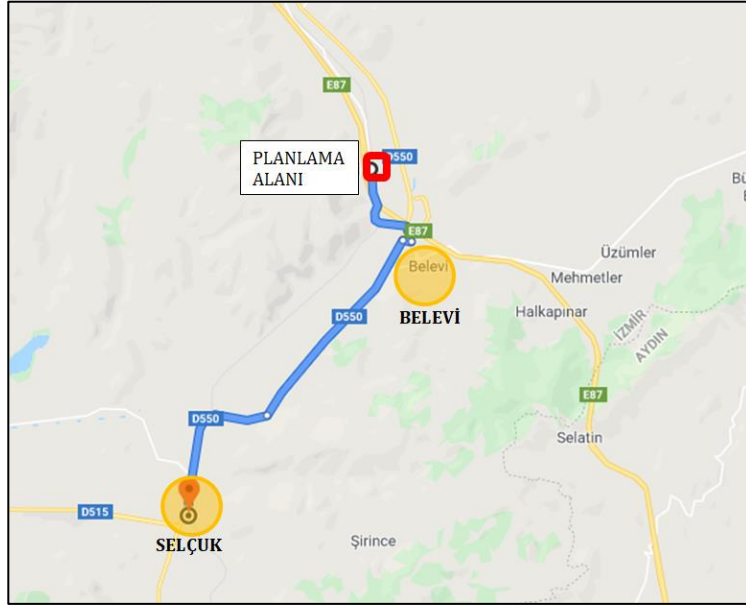 E87
PLANLAMA
ALANI
D550
E87
Belevi
BELEVİ
Üzümler
Mehmetler
Halkapınar
İZMİR
AYDIN
D550
E87
D550
Selatin
D515
SELÇUK
Şirince